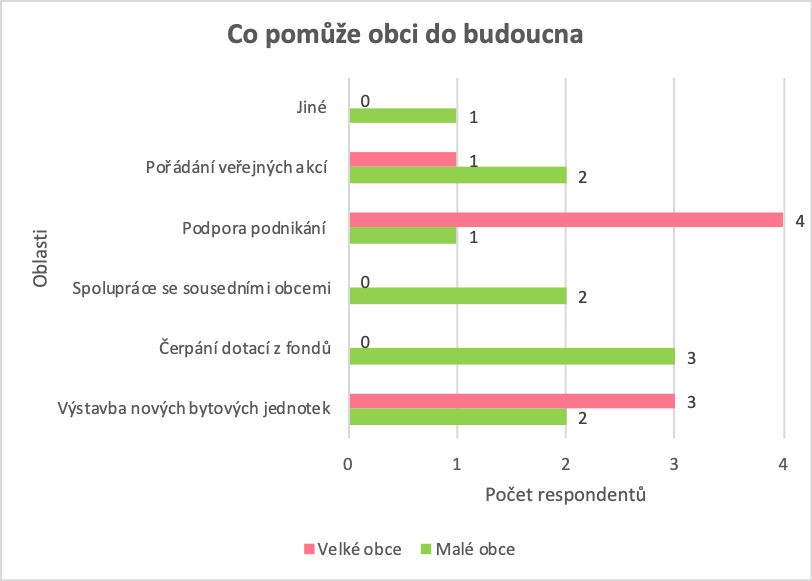 Co pomůže obci do budoucna
Jiné
0
1
Pořádání veřejných akcí
1
2
Podpora podnikání
4
1
Spolupráce se sousedními obcemi
0
2
Čerpání dotací z fondů
0
3
Výstavba nových bytových jednotek
3
2
Oblasti
0 1 2 3 4
Počet respondentů
Velké obce Malé obce